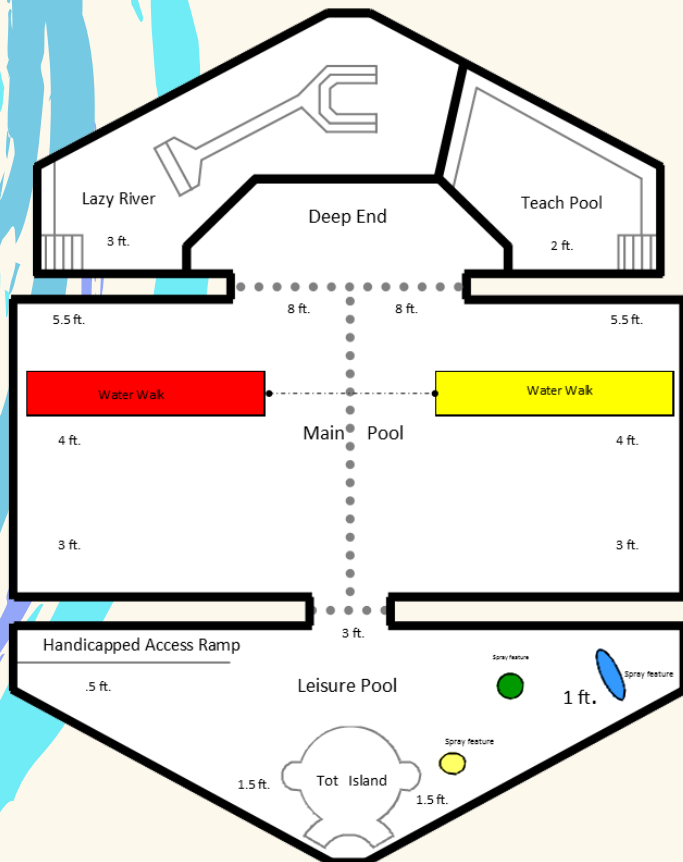 Lazy River
Teach Pool
Deep End
3 ft.
2 ft.
8 ft.
8 ft.
5.5 ft.
5.5 ft.
Water Walk
Water Walk
Main Pool
4 ft.
4 ft.
3 ft.
3 ft.
3 ft.
Handicapped Access Ramp
Spray feature
Spray feature
.5 ft.
Leisure Pool
1 ft.
Spray feature
1.5 ft.
Tot Island
1.5 ft.